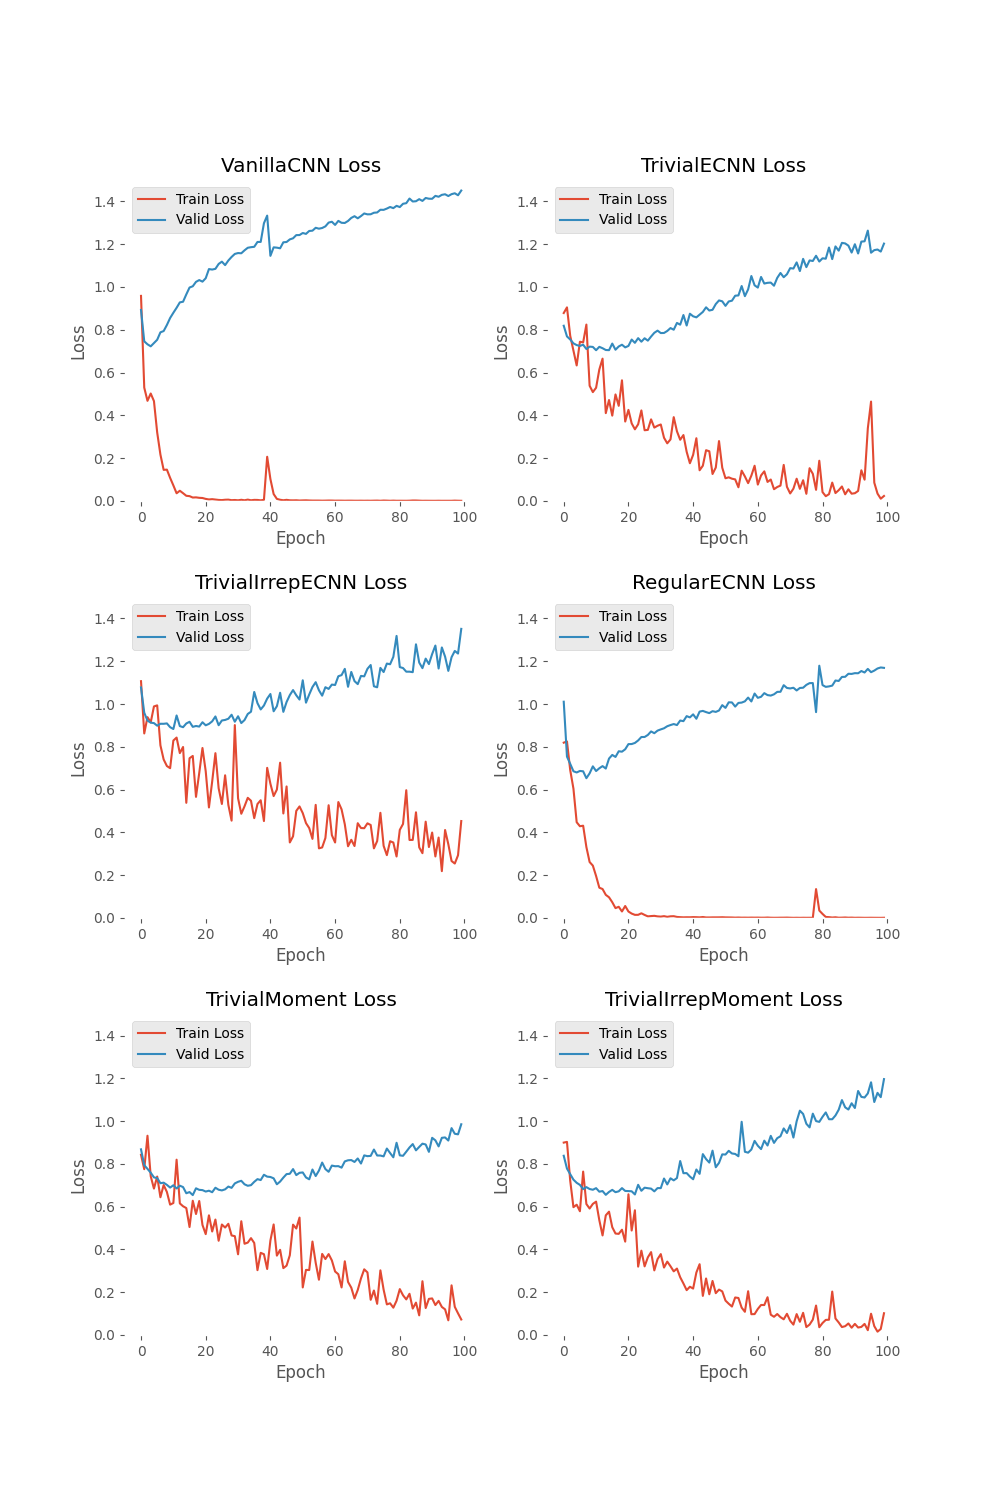 VanillaCNN Loss
Train Loss
Valid Loss
1.4
1.2
1.0
0.8
0.6
0.4
0.2
0.0
Loss
0 20 40 60 80 100
Epoch
TrivialECNN Loss
Train Loss
Valid Loss
1.4
1.2
1.0
0.8
0.6
0.4
0.2
0.0
Loss
0 20 40 60 80 100
Epoch
TrivialIrrepECNN Loss
Train Loss
Valid Loss
1.4
1.2
1.0
0.8
0.6
0.4
0.2
0.0
Loss
0 20 40 60 80 100
Epoch
RegularECNN Loss
Train Loss
Valid Loss
1.4
1.2
1.0
0.8
0.6
0.4
0.2
0.0
Loss
0 20 40 60 80 100
Epoch
TrivialMoment Loss
Train Loss
Valid Loss
1.4
1.2
1.0
0.8
0.6
0.4
0.2
0.0
Loss
0 20 40 60 80 100
Epoch
TrivialIrrepMoment Loss
Train Loss
Valid Loss
1.4
1.2
1.0
0.8
0.6
0.4
0.2
0.0
Loss
0 20 40 60 80 100
Epoch